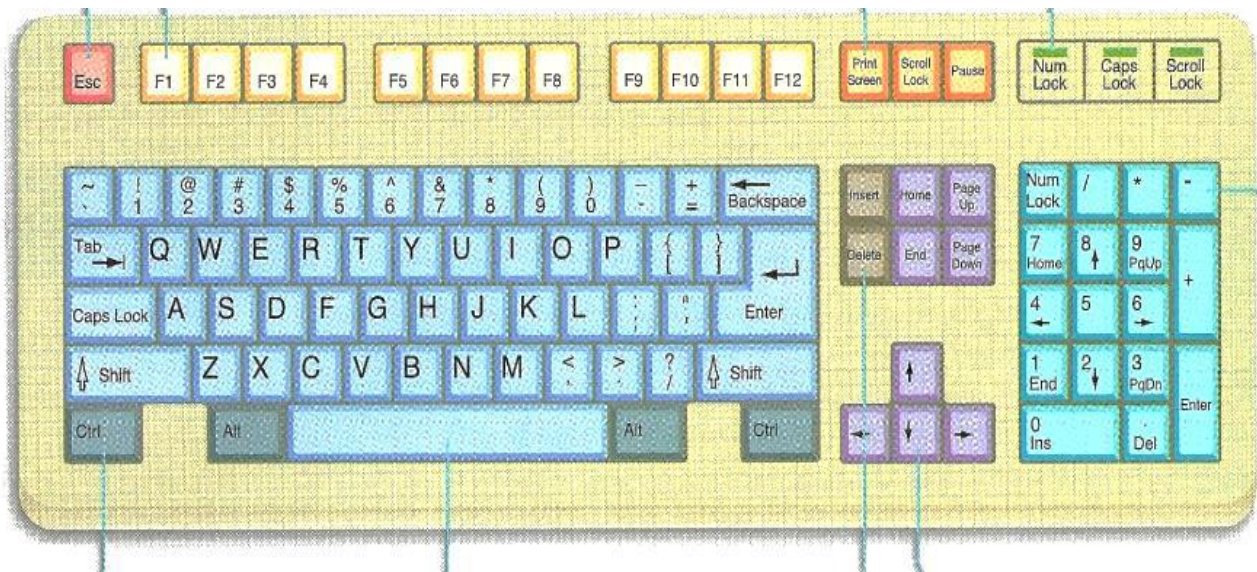 Esc F1 F2 F3 F4 F5 F6 F7 F8 F9 F10 F11 F12 Print Screen Scroll Lock Pause Num Lock Caps Lock Scroll Lock
~ ! @ # $ % ^ & * ( ) _ +
` 1 2 3 4 5 6 7 8 9 0 - = ← Backspace Insert Home Page Up Num Lock / * -
Tab →| Q W E R T Y U I O P { [ } ] Delete End Page Down 7 Home 8 ↑ 9 PqUp +
Caps Lock A S D F G H J K L : ; " ' ↵ Enter 4 ← 5 6 →
⇧ Shift Z X C V B N M < , > . ? / ⇧ Shift ↑ 1 End 2 ↓ 3 PqDn Enter
Ctrl Alt Alt Ctrl ← ↓ → 0 Ins . Del